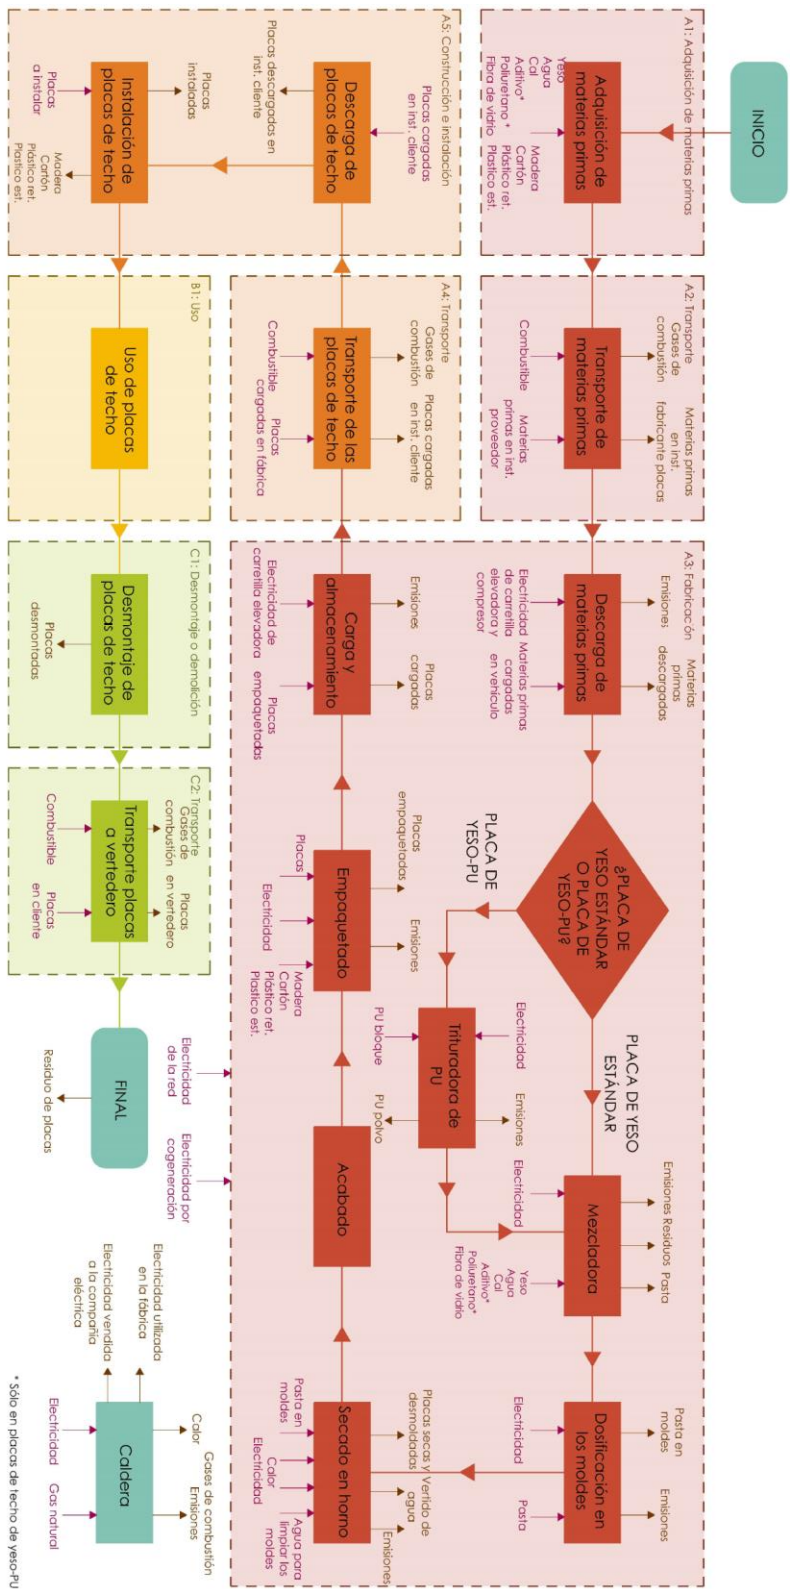 INICIO
A1: Adquisición de materias primas
Yeso
Agua
Cal
Aditivo*
Poliuretano *
Fibra de vidrio
Madera
Cartón
Plástico ret.
Plastico est.
Adquisición de
materias primas
A2: Transporte
Gases de
combustión
Materias primas
en inst.
fabricante placas
Transporte de
materias primas
Combustible
Materias
primas en inst.
proveedor
A3: Fabricación
Emisiones
Materias
primas
descargadas
Descarga de
materias primas
Electricidad
de carretilla
elevadora y
compresor
Materias primas
cargadas
en vehículo
¿PLACA DE
YESO ESTÁNDAR
O PLACA DE
YESO-PU?
PLACA DE
YESO-PU
PLACA DE YESO
ESTÁNDAR
Electricidad
Emisiones
Trituradora de
PU
PU bloque
PU polvo
Emisiones
Residuos
Pasta
Mezcladora
Electricidad
Yeso
Agua
Cal
Aditivo*
Poliuretano*
Fibra de vidrio
Pasta en
moldes
Emisiones
Dosificación en
los moldes
Electricidad
Pasta
Placas secas y
desmoldadas
Vertido de
agua
Emisiones
Secado en horno
Pasta en
moldes
Calor
Electricidad
Agua para
limpiar los
moldes
Acabado
Placas
empaquetadas
Emisiones
Empaquetado
Placas
Electricidad
Madera
Cartón
Plástico ret.
Plastico est.
Emisiones
Placas
cargadas
Carga y
almacenamiento
Electricidad de
carretilla elevadora
Placas
empaquetadas
Electricidad
de la red
Electricidad por
cogeneración
A4: Transporte
Gases de
combustión
Placas cargadas
en inst. cliente
Transporte de las
placas de techo
Combustible
Placas
cargadas en fábrica
A5: Construcción e instalación
Placas cargadas
en inst. cliente
Descarga de
placas de techo
Placas descargadas en
inst. cliente
Placas
instaladas
Instalación de
placas de techo
Placas
a instalar
Madera
Cartón
Plástico ret.
Plastico est.
B1: Uso
Uso de placas
de techo
C1: Desmontaje o demolición
Desmontaje de
placas de techo
Placas
desmontadas
C2: Transporte
Gases de
combustión
Placas
en vertedero
Transporte placas
a vertedero
Combustible
Placas
en cliente
FINAL
Residuo de placas
Electricidad vendida
a la compañía
eléctrica
Electricidad utilizada
en la fábrica
Calor
Gases de combustión
Emisiones
Caldera
Electricidad
Gas natural
* Sólo en placas de techo de yeso-PU